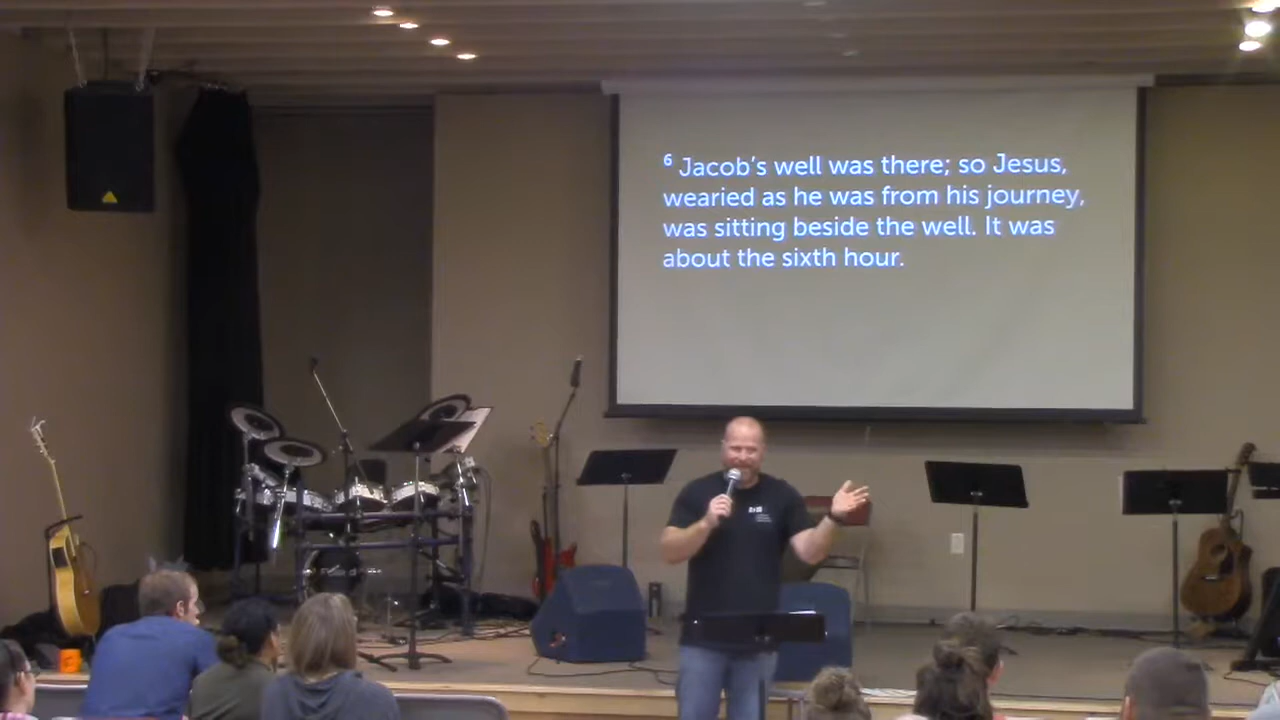 ⁶ Jacob's well was there; so Jesus,
wearied as he was from his journey,
was sitting beside the well. It was
about the sixth hour.